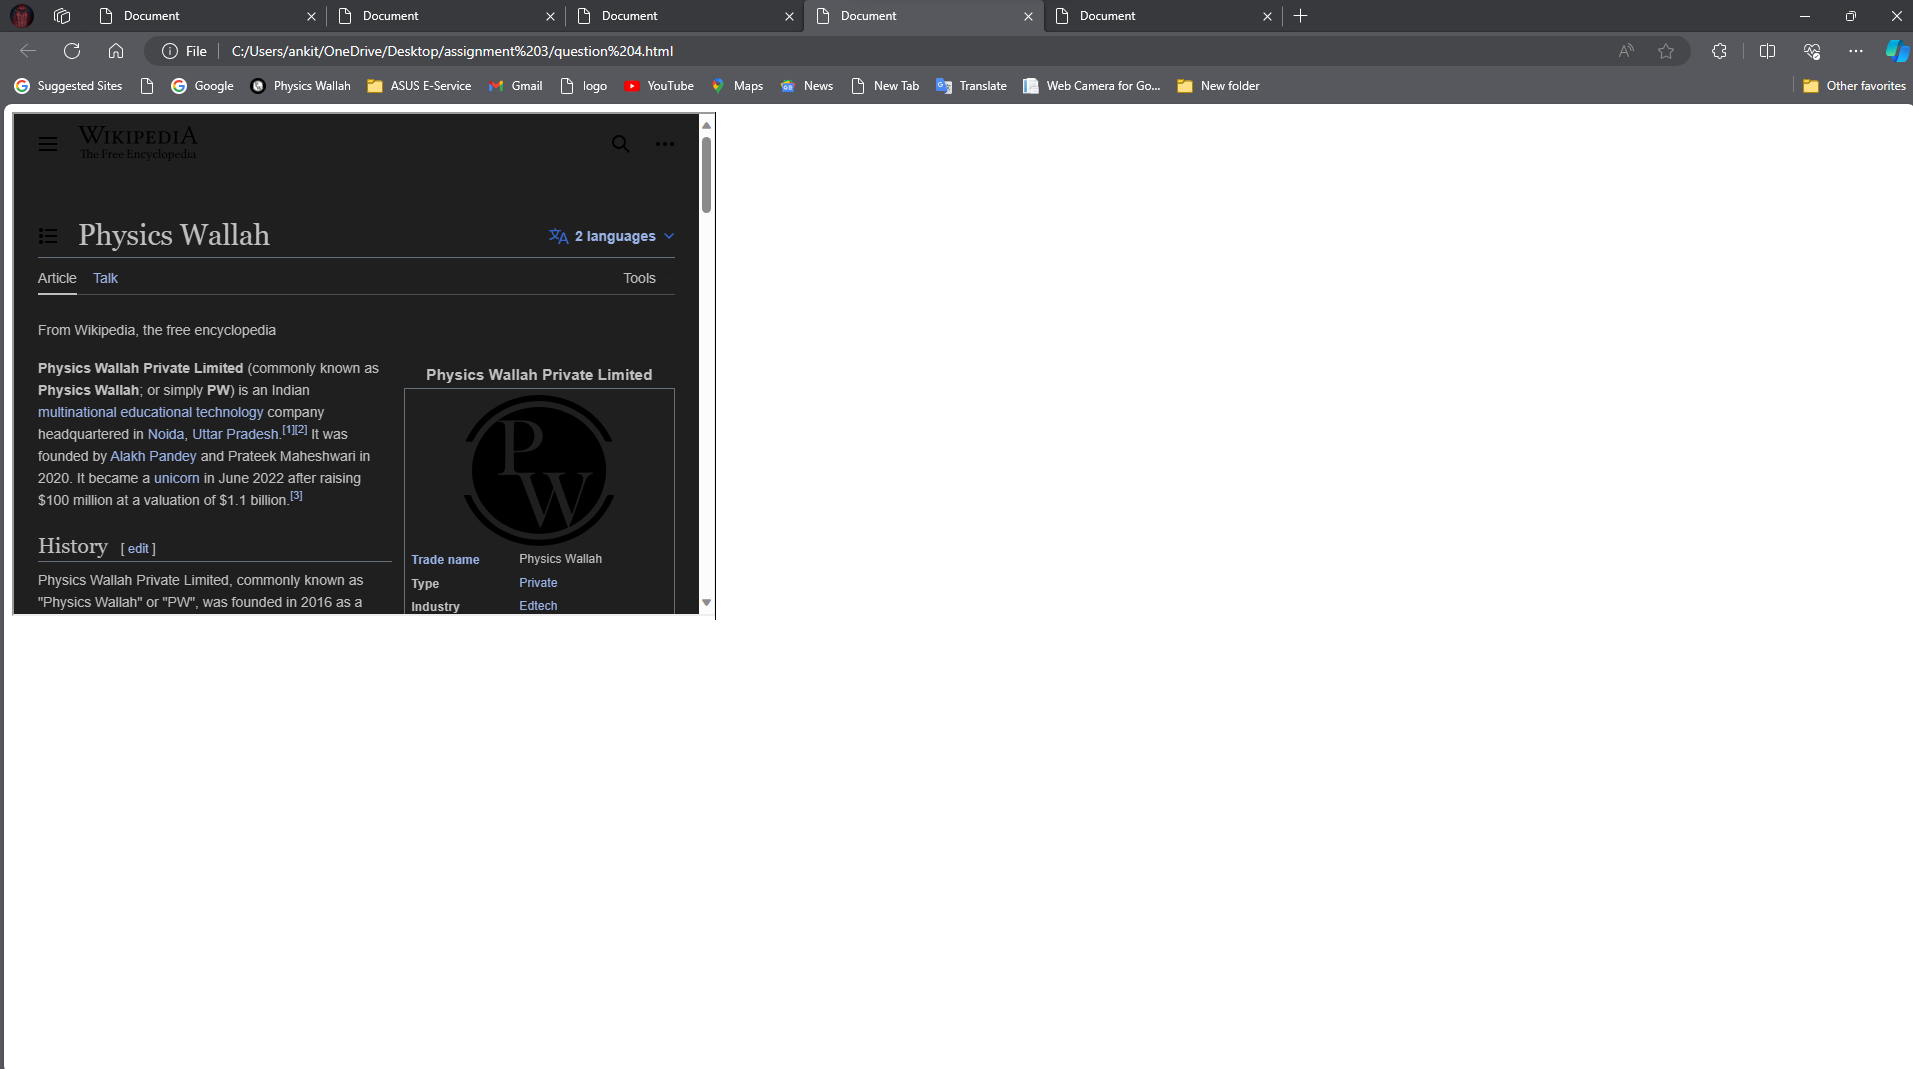 Document
Document
Document
Document
Document
File
C:/Users/ankit/OneDrive/Desktop/assignment%203/question%204.html
Suggested Sites
Google
Physics Wallah
ASUS E-Service
Gmail
logo
YouTube
Maps
News
New Tab
Translate
Web Camera for Go...
New folder
Other favorites
WIKIPEDIA
The Free Encyclopedia
Physics Wallah
2 languages
Article
Talk
Tools
From Wikipedia, the free encyclopedia
Physics Wallah Private Limited (commonly known as
Physics Wallah; or simply PW) is an Indian
multinational educational technology company
headquartered in Noida, Uttar Pradesh.[1][2] It was
founded by Alakh Pandey and Prateek Maheshwari in
2020. It became a unicorn in June 2022 after raising
$100 million at a valuation of $1.1 billion.[3]
History [ edit ]
Physics Wallah Private Limited, commonly known as
"Physics Wallah" or "PW", was founded in 2016 as a
Physics Wallah Private Limited
P
W
Trade name Physics Wallah
Type Private
Industry Edtech